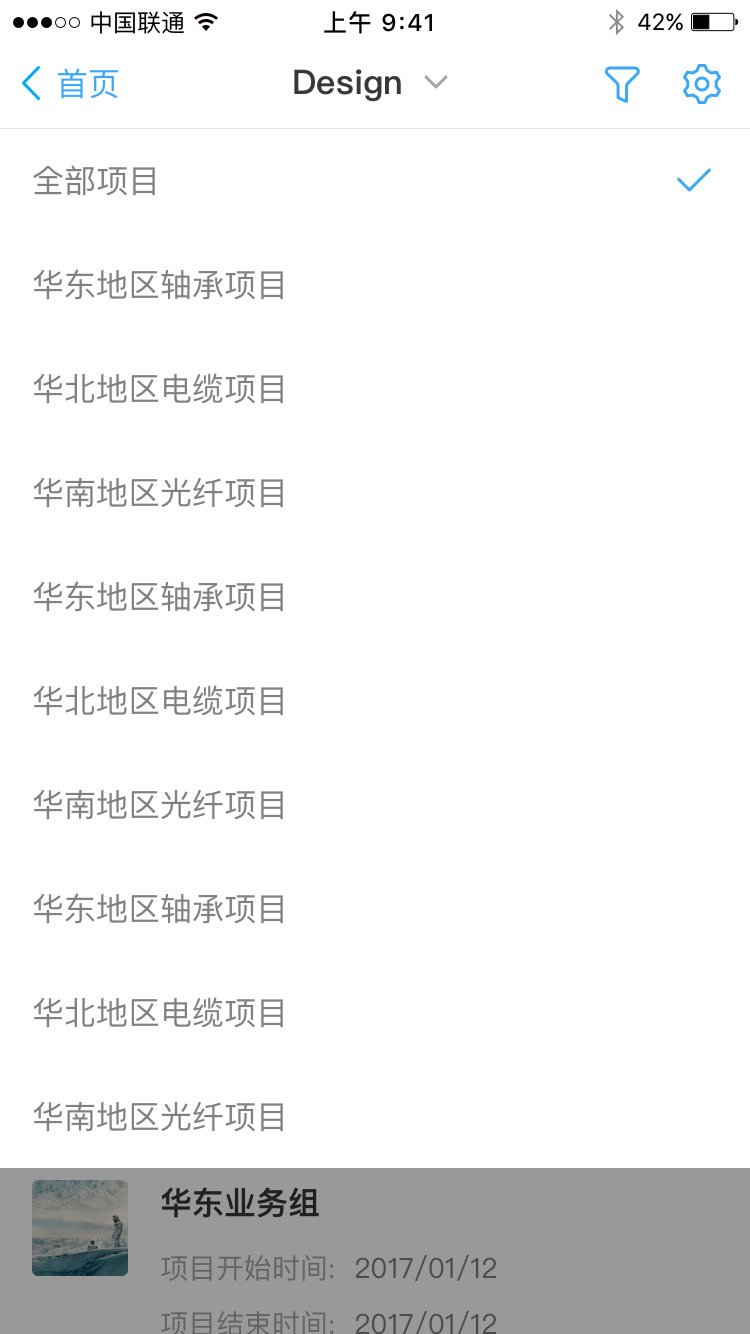 中国联通 上午 9:41 42%
首页 Design
全部项目
华东地区轴承项目
华北地区电缆项目
华南地区光纤项目
华东地区轴承项目
华北地区电缆项目
华南地区光纤项目
华东地区轴承项目
华北地区电缆项目
华南地区光纤项目
华东业务组
项目开始时间: 2017/01/12
项目结束时间: 2017/01/12